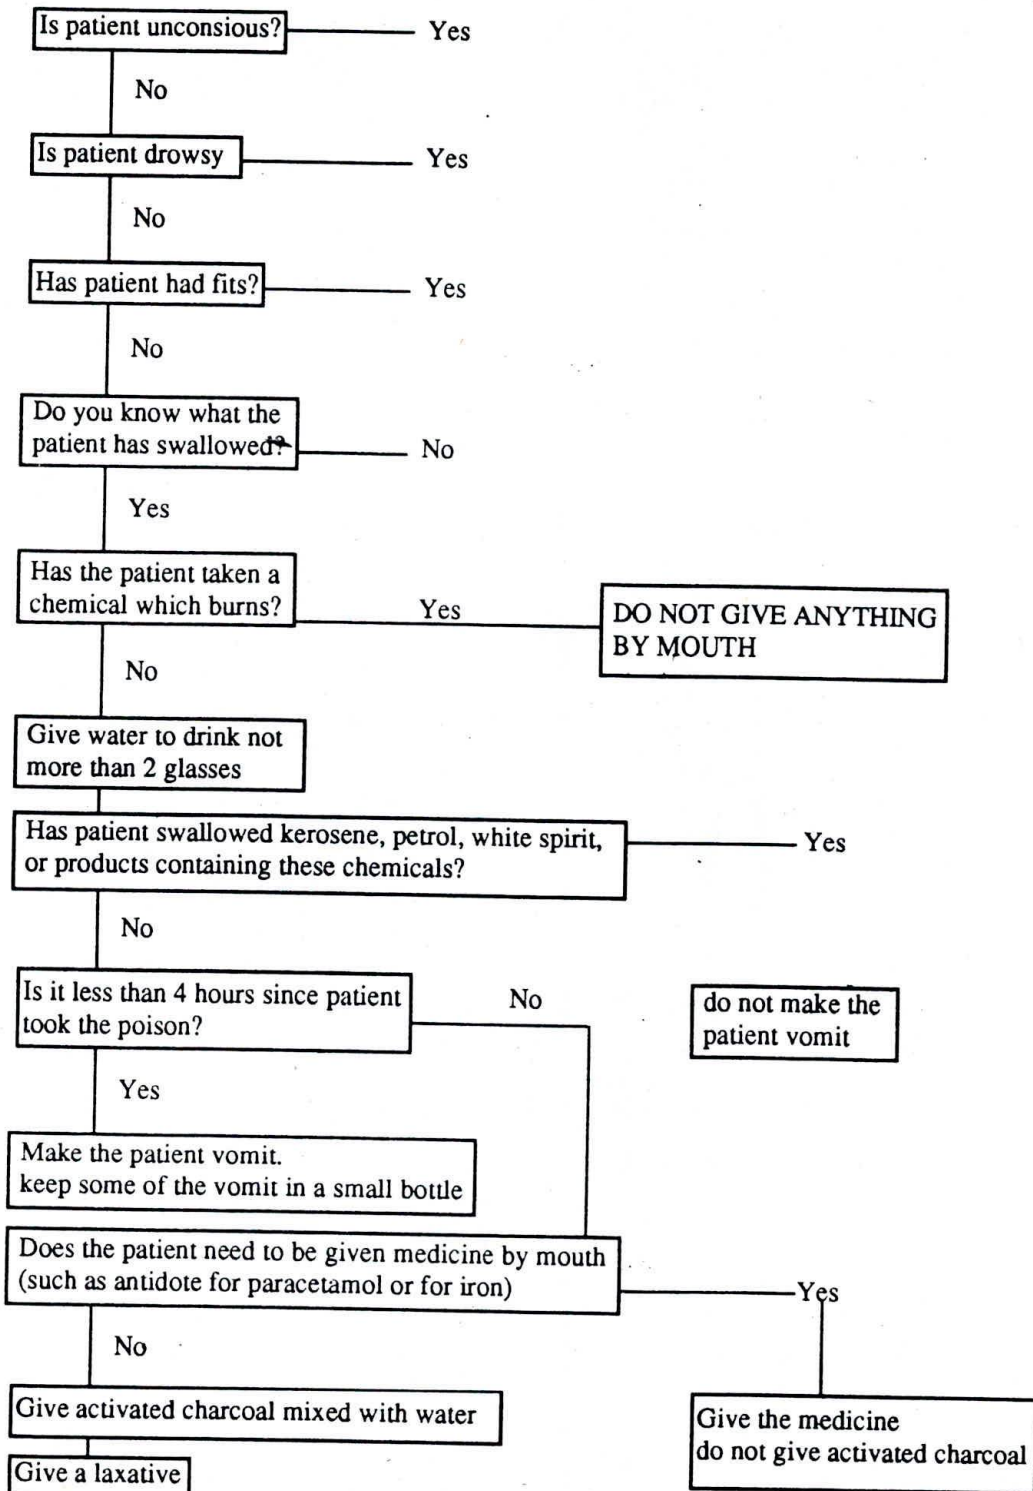 Is patient unconsious?
Yes
No
Is patient drowsy
Yes
No
Has patient had fits?
Yes
No
Do you know what the
patient has swallowed?
No
Yes
Has the patient taken a
chemical which burns?
Yes
DO NOT GIVE ANYTHING
BY MOUTH
No
Give water to drink not
more than 2 glasses
Has patient swallowed kerosene, petrol, white spirit,
or products containing these chemicals?
Yes
No
Is it less than 4 hours since patient
took the poison?
No
do not make the
patient vomit
Yes
Make the patient vomit.
keep some of the vomit in a small bottle
Does the patient need to be given medicine by mouth
(such as antidote for paracetamol or for iron)
Yes
No
Give activated charcoal mixed with water
Give the medicine
do not give activated charcoal
Give a laxative